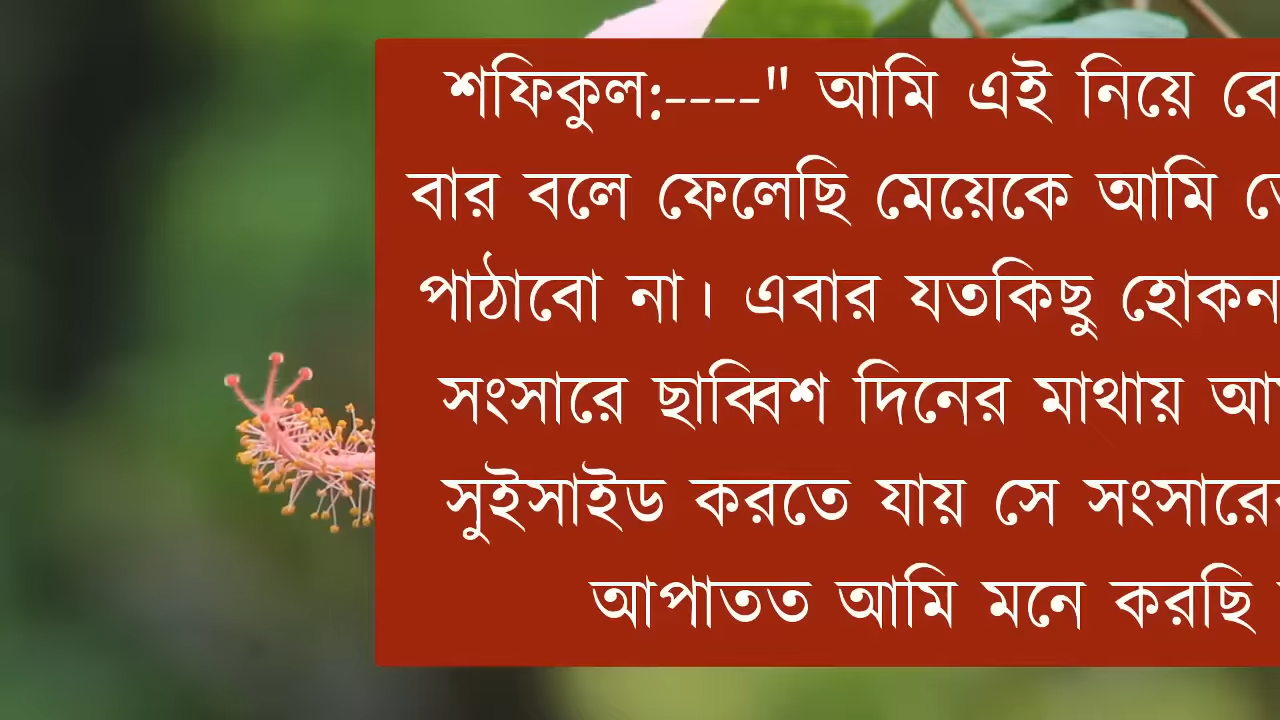 শফিকুল:----" আমি এই নিয়ে
বার বলে ফেলেছি মেয়েকে আমি
পাঠাবো না। এবার যতকিছু হোকনা
সংসারে ছাব্বিশ দিনের মাথায়
সুইসাইড করতে যায় সে
আপাতত আমি মনে করছি